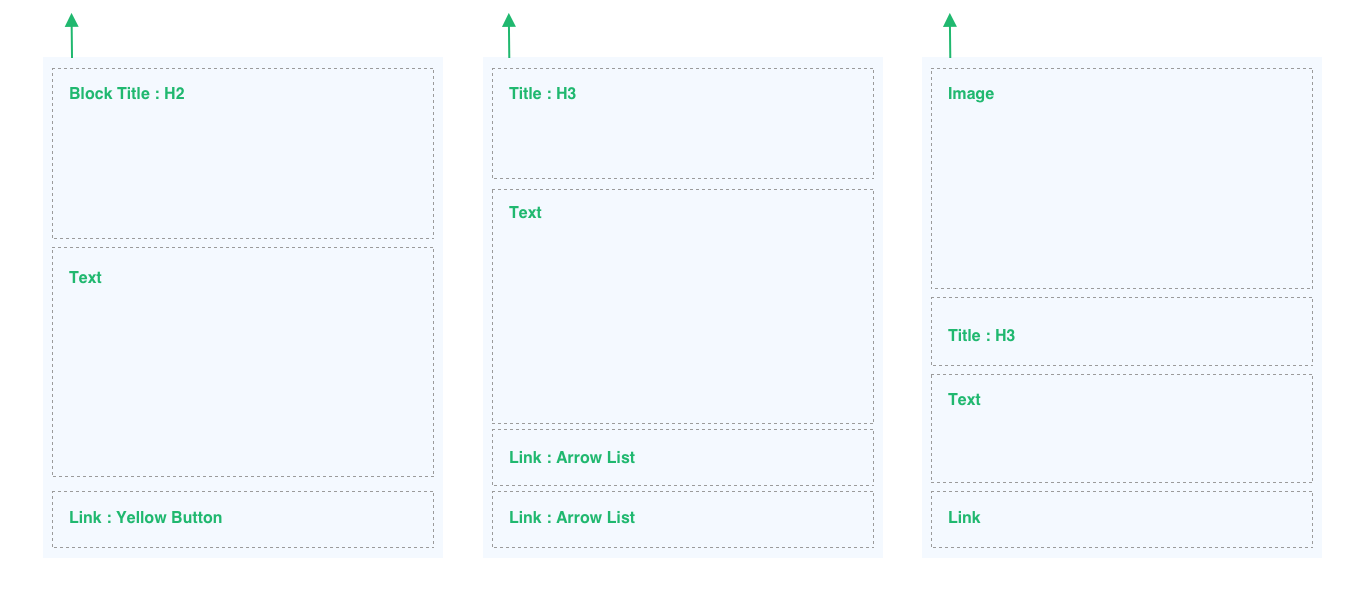 Block Title : H2
Text
Link : Yellow Button
Title : H3
Text
Link : Arrow List
Link : Arrow List
Image
Title : H3
Text
Link